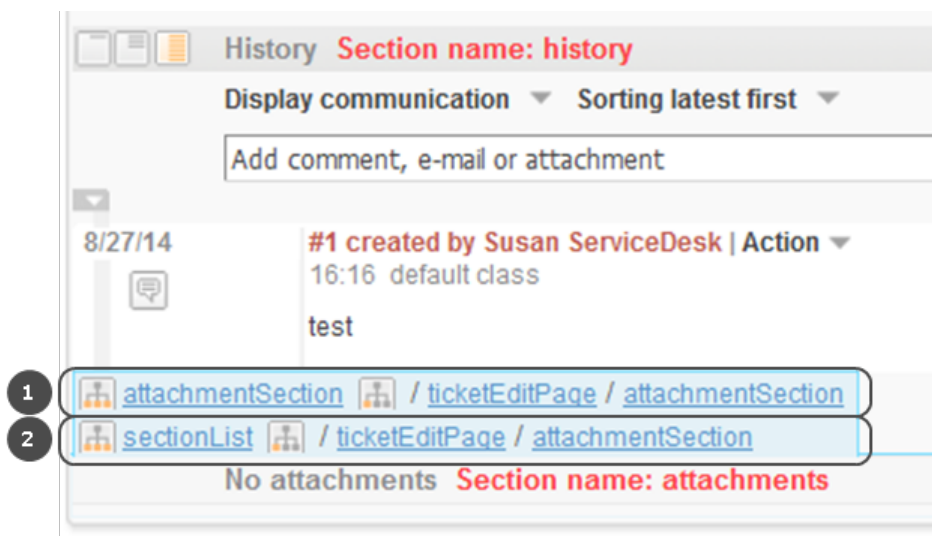 History Section name: history
Display communication Sorting latest first
Add comment, e-mail or attachment
8/27/14 #1 created by Susan ServiceDesk | Action
16:16 default class
test
1 attachmentSection / ticketEditPage / attachmentSection
2 sectionList / ticketEditPage / attachmentSection
No attachments Section name: attachments